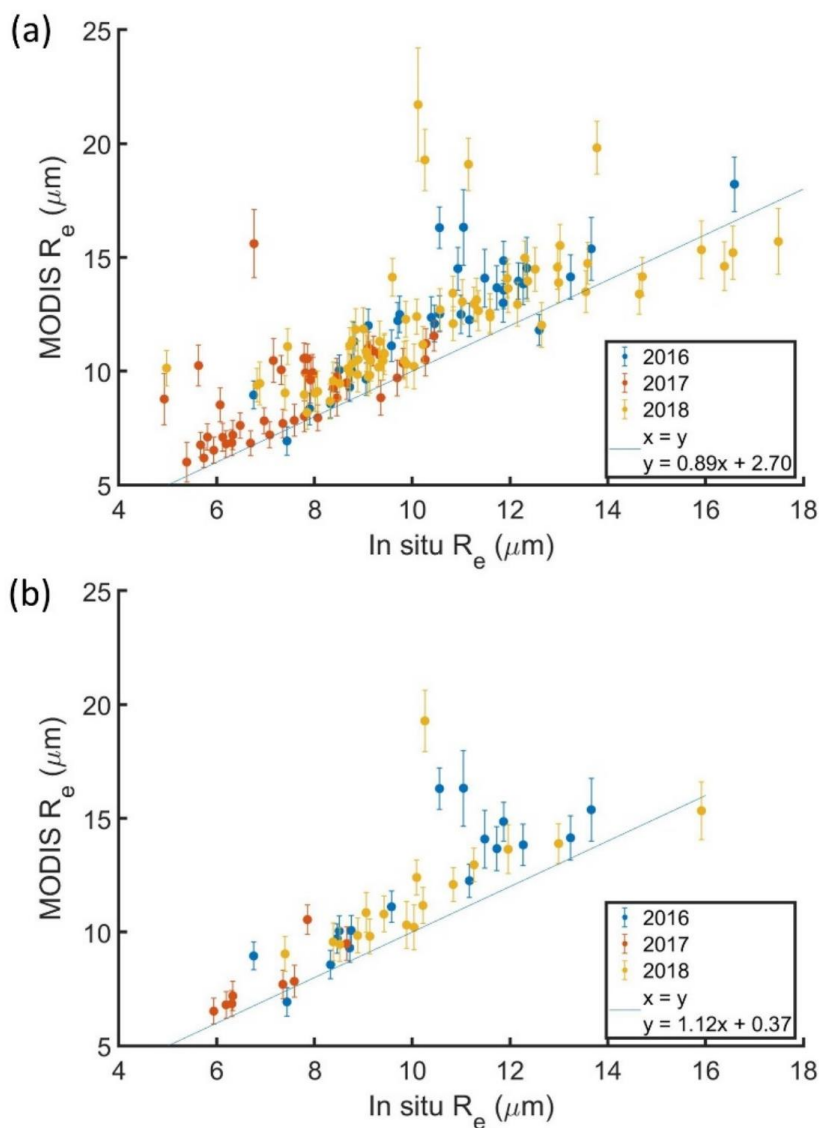 (a)
25
20
15
10
5
MODIS R_e (μm)
2016
2017
2018
x = y
y = 0.89x + 2.70
4 6 8 10 12 14 16 18
In situ R_e (μm)
(b)
25
20
15
10
5
MODIS R_e (μm)
2016
2017
2018
x = y
y = 1.12x + 0.37
4 6 8 10 12 14 16 18
In situ R_e (μm)